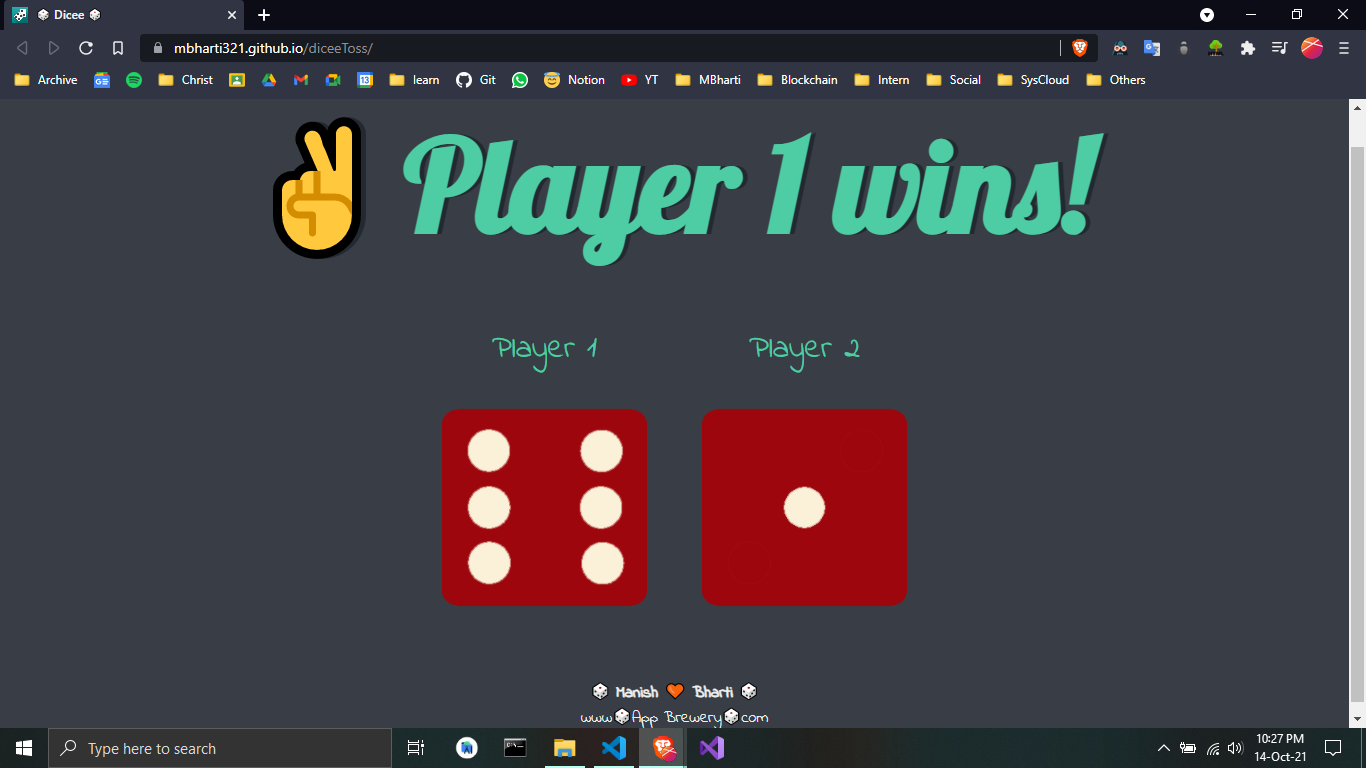 🎲 Dicee 🎲
mbharti321.github.io/diceeToss/
Archive Christ 13 learn Git Notion YT MBharti Blockchain Intern Social SysCloud Others
Player 1 wins!
Player 1 Player 2
🎲 Manish 🧡 Bharti 🎲
www🎲App Brewery🎲com
Type here to search
10:27 PM
14-Oct-21